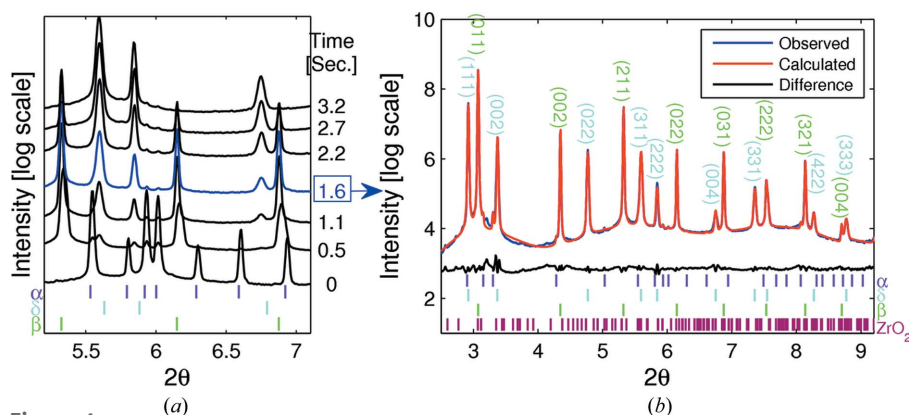 (a)
Intensity [log scale]
Time
[Sec.]
3.2
2.7
2.2
1.6
1.1
0.5
0
α
δ
β
5.5 6 6.5 7
2θ
(a)
(b)
Intensity [log scale]
10
8
6
4
2
Observed
Calculated
Difference
(111)
(011)
(002)
(002)
(022)
(211)
(311)
(222)
(022)
(004)
(031)
(331)
(222)
(321)
(422)
(004)
(333)
α
δ
β
ZrO2
3 4 5 6 7 8 9
2θ
(b)